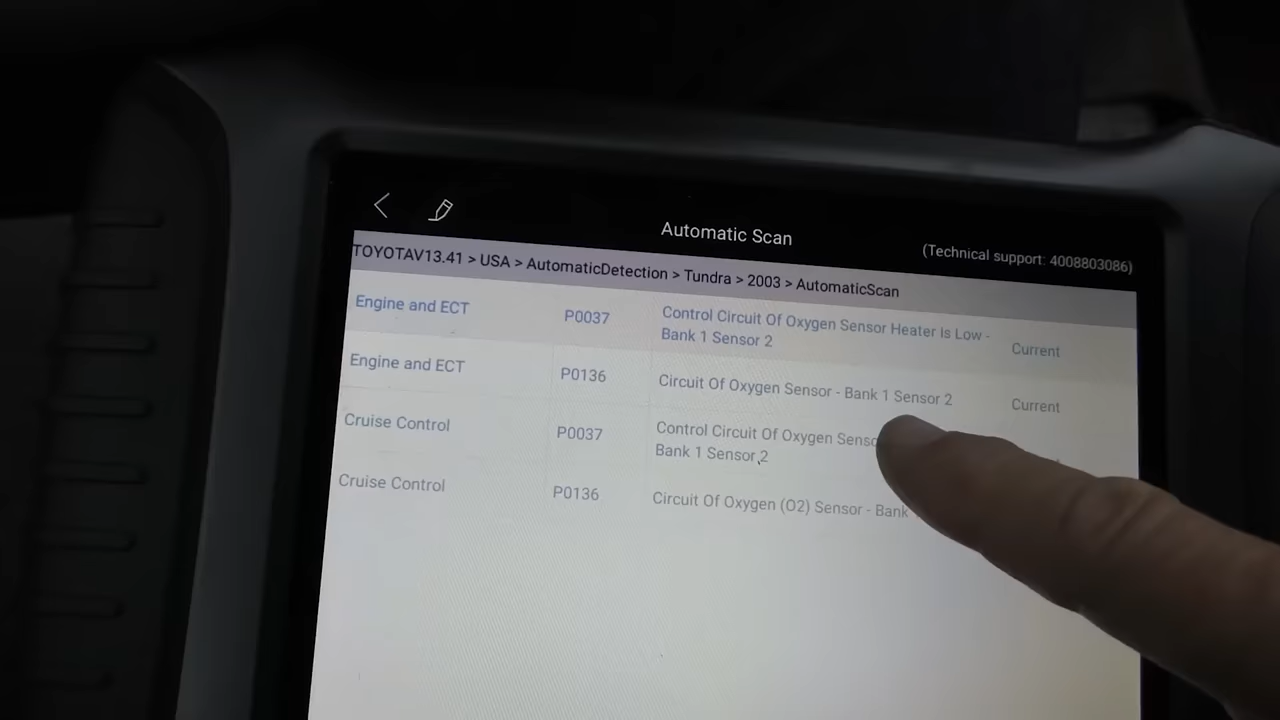 Automatic Scan
(Technical support: 4008803086)
TOYOTAV13.41 > USA > AutomaticDetection > Tundra > 2003 > AutomaticScan
Engine and ECT P0037 Control Circuit Of Oxygen Sensor Heater Is Low - Current
Bank 1 Sensor 2
Engine and ECT P0136 Circuit Of Oxygen Sensor - Bank 1 Sensor 2 Current
Cruise Control P0037 Control Circuit Of Oxygen
Bank 1 Sensor 2
Cruise Control P0136 Circuit Of Oxygen (O2) Sensor - Bank